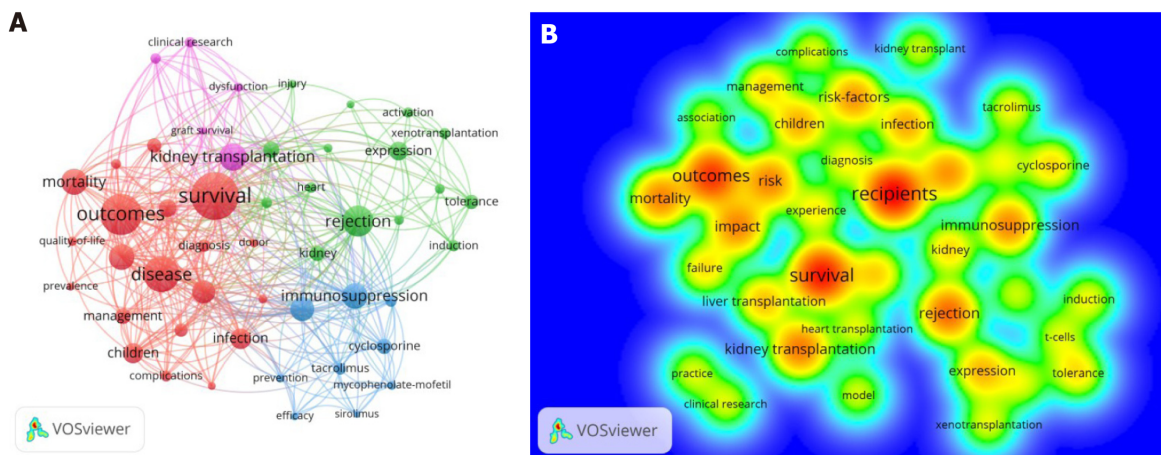 A
clinical research
dysfunction
injury
activation
graft survival
xenotransplantation
kidney transplantation
expression
mortality
survival
heart
tolerance
outcomes
rejection
quality-of-life
diagnosis
donor
kidney
induction
disease
prevalence
immunosuppression
management
infection
cyclosporine
children
tacrolimus
complications
prevention
mycophenolate-mofetil
efficacy
sirolimus
VOSviewer
B
complications
kidney transplant
management
risk-factors
tacrolimus
association
children
infection
diagnosis
cyclosporine
outcomes
risk
recipients
mortality
experience
impact
immunosuppression
kidney
failure
survival
liver transplantation
induction
rejection
heart transplantation
t-cells
kidney transplantation
practice
expression
tolerance
model
clinical research
xenotransplantation
VOSviewer